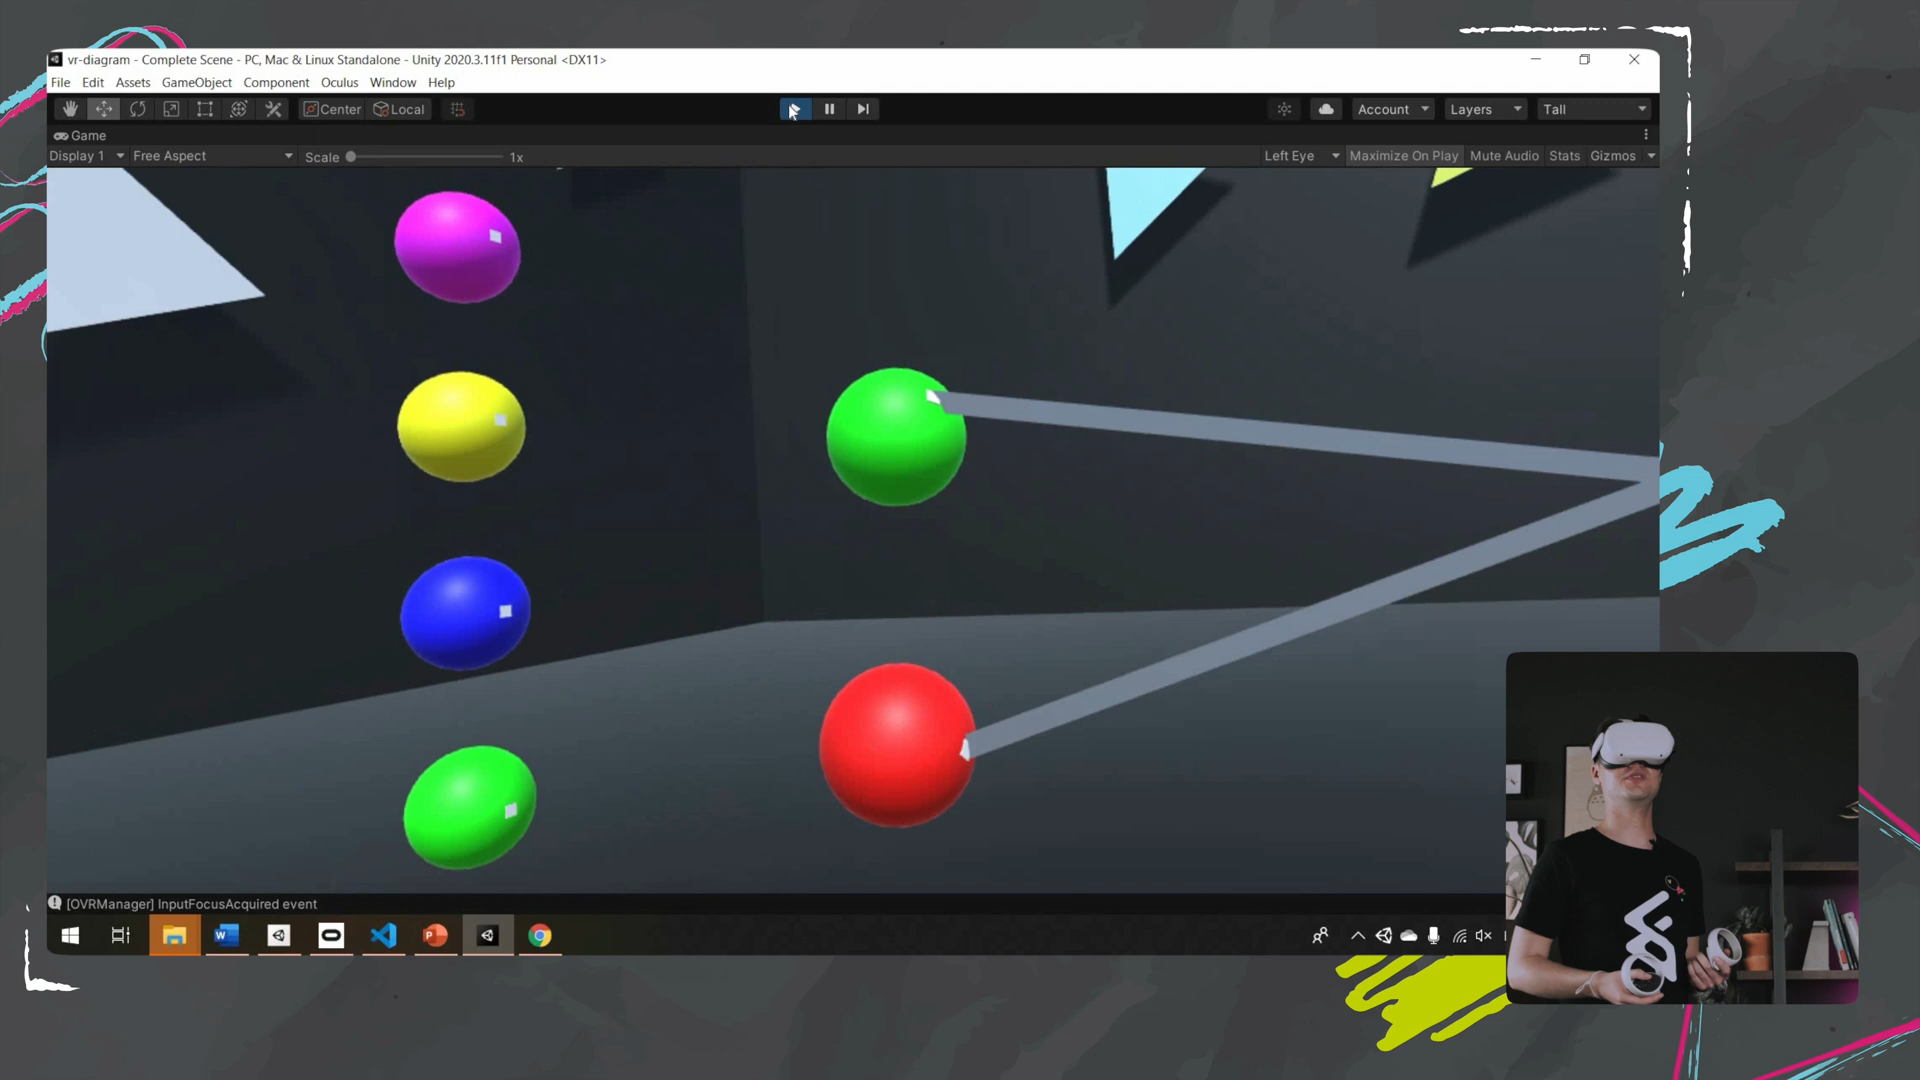 vr-diagram - Complete Scene - PC, Mac & Linux Standalone - Unity 2020.3.11f1 Personal <DX11>
File Edit Assets GameObject Component Oculus Window Help
Center Local Account Layers Tall
Game
Display 1 Free Aspect Scale 1x Left Eye Maximize On Play Mute Audio Stats Gizmos
[OVRManager] InputFocusAcquired event